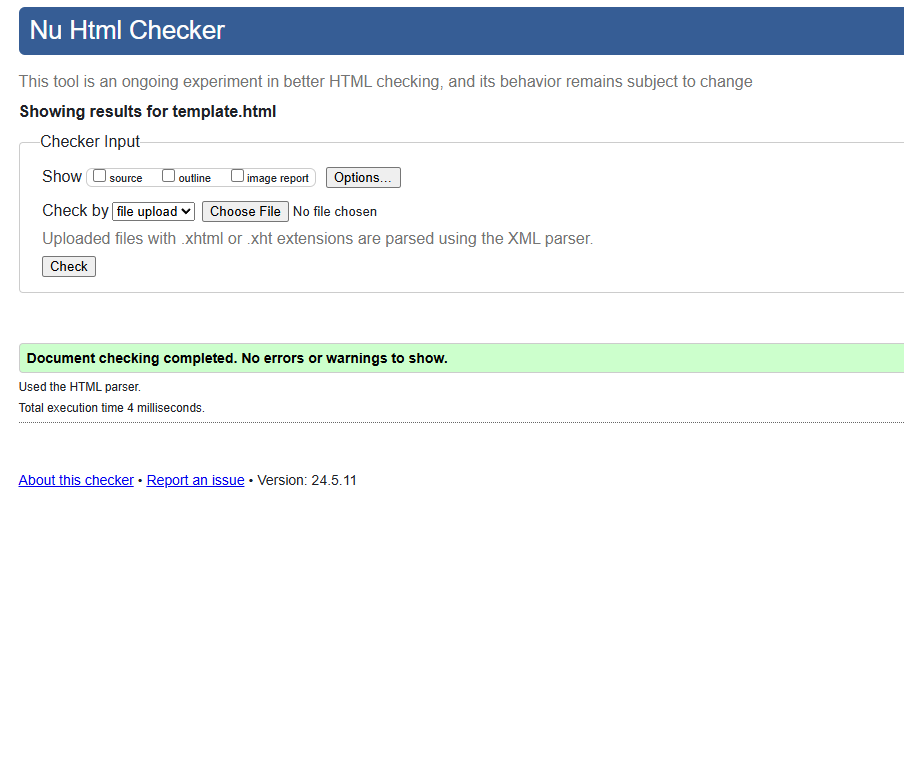 Nu Html Checker
This tool is an ongoing experiment in better HTML checking, and its behavior remains subject to change
Showing results for template.html
Checker Input
Show source outline image report Options...
Check by file upload Choose File No file chosen
Uploaded files with .xhtml or .xht extensions are parsed using the XML parser.
Check
Document checking completed. No errors or warnings to show.
Used the HTML parser.
Total execution time 4 milliseconds.
About this checker • Report an issue • Version: 24.5.11